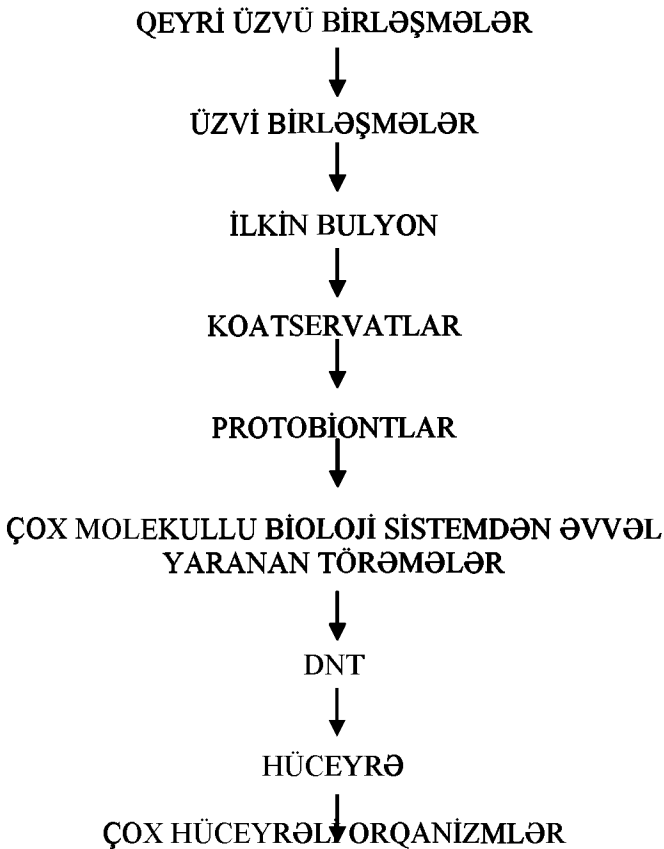 QEYRİ ÜZVÜ BİRLƏŞMƏLƏR
ÜZVİ BİRLƏŞMƏLƏR
İLKİN BULYON
KOATSERVATLAR
PROTOBİONTLAR
ÇOX MOLEKULLU BİOLOJİ SİSTEMDƏN ƏVVƏL
YARANAN TÖRƏMƏLƏR
DNT
HÜCEYRƏ
ÇOX HÜCEYRƏLİ ORQANİZMLƏR